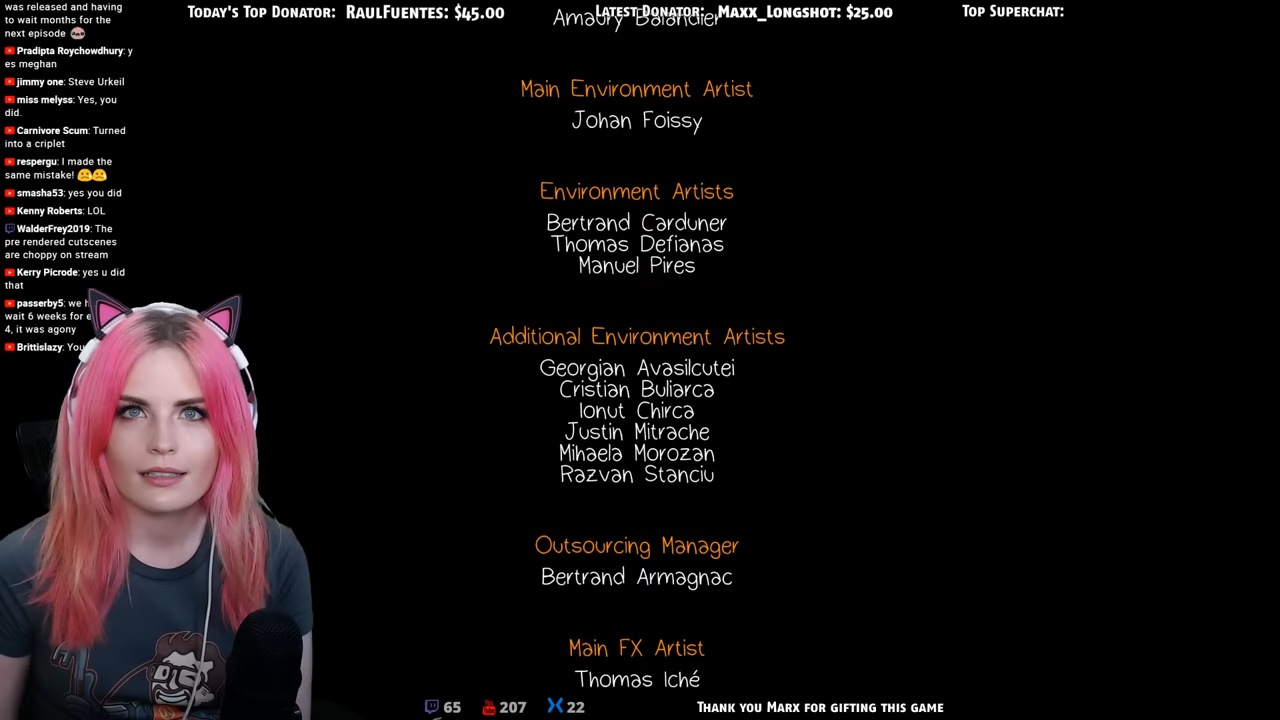 Today's Top Donator: RaulFuentes: $45.00
Latest Donator: Maxx_Longshot: $25.00
Top Superchat:
was released and having
to wait months for the
next episode
Pradipta Roychowdhury: y
es meghan
jimmy one: Steve Urkeil
miss melyss: Yes, you
did.
Carnivore Scum: Turned
into a criplet
respergu: I made the
same mistake!
smasha53: yes you did
Kenny Roberts: LOL
WalderFrey2019: The
pre rendered cutscenes
are choppy on stream
Kerry Picrode: yes u did
that
passerby5: we
wait 6 weeks for
4, it was agony
Brittislazy: You
Amaury Balandier
Main Environment Artist
Johan Foissy
Environment Artists
Bertrand Carduner
Thomas Defianas
Manuel Pires
Additional Environment Artists
Georgian Avasilcutei
Cristian Buliarca
Ionut Chirca
Justin Mitrache
Mihaela Morozan
Razvan Stanciu
Outsourcing Manager
Bertrand Armagnac
Main FX Artist
Thomas Iché
65
207
22
Thank you Marx for gifting this game